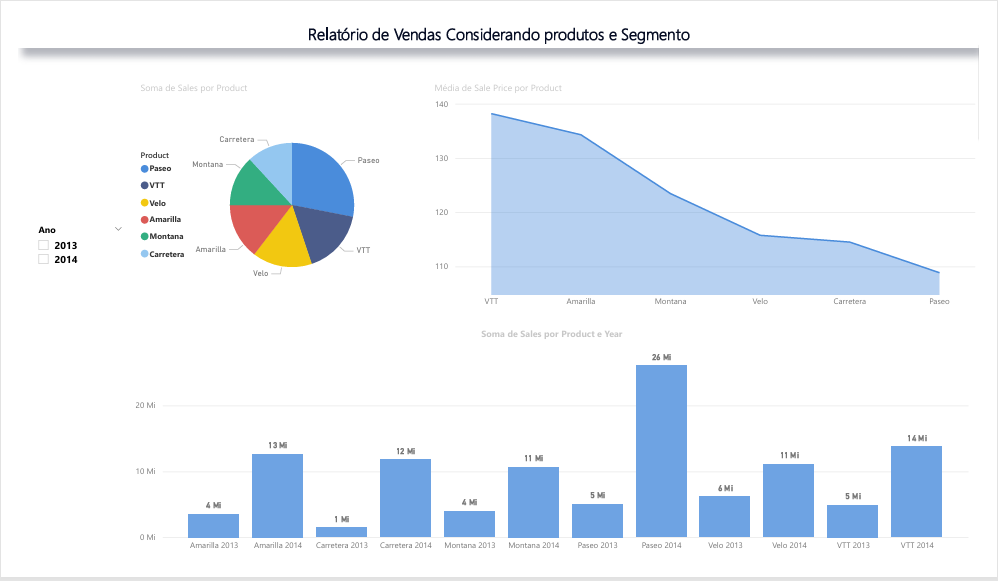 Relatório de Vendas Considerando produtos e Segmento
Soma de Sales por Product
Product
Paseo
VTT
Velo
Amarilla
Montana
Carretera
Carretera
Montana
Amarilla
Velo
VTT
Paseo
Ano
2013
2014
Média de Sale Price por Product
140
130
120
110
VTT Amarilla Montana Velo Carretera Paseo
Soma de Sales por Product e Year
20 Mi
10 Mi
0 Mi
4 Mi 13 Mi 1 Mi 12 Mi 4 Mi 11 Mi 5 Mi 26 Mi 6 Mi 11 Mi 5 Mi 14 Mi
Amarilla 2013 Amarilla 2014 Carretera 2013 Carretera 2014 Montana 2013 Montana 2014 Paseo 2013 Paseo 2014 Velo 2013 Velo 2014 VTT 2013 VTT 2014